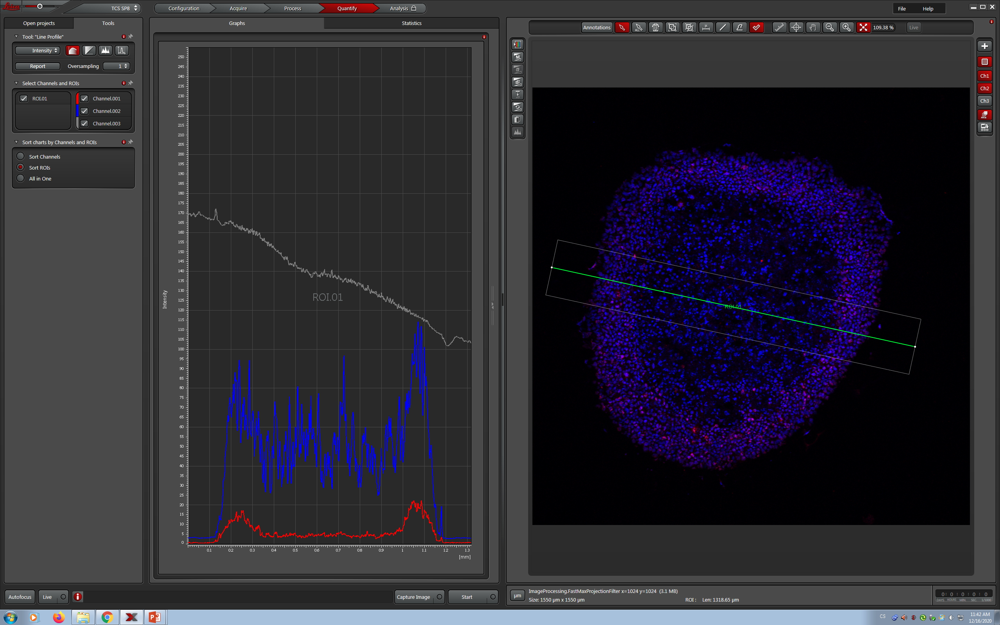 Leica
TCS SP8
Configuration
Acquire
Process
Quantify
Analysis
File
Help
Open projects
Tools
Graphs
Statistics
Tool: "Line Profile"
Intensity
Report
Oversampling
1
Select Channels and ROIs
ROI.01
Channel.001
Channel.002
Channel.003
Sort charts by Channels and ROIs
Sort Channels
Sort ROIs
All in One
250
245
240
235
230
225
220
215
210
205
200
195
190
185
180
175
170
165
160
155
150
145
140
135
130
125
120
115
110
105
100
95
90
85
80
75
70
65
60
55
50
45
40
35
30
25
20
15
10
5
0
Intensity
ROI.01
0.1 0.2 0.3 0.4 0.5 0.6 0.7 0.8 0.9 1 1.1 1.2 1.3
[mm]
Annotations
ALL
109.38 %
Live
M
ROI.01
Ch1
Ch2
Ch3
MAX
Autofocus
Live
Capture Image
Start
µm
ImageProcessing.FastMaxProjectionFilter x=1024 y=1024 (3.1 MB)
Size: 1550 µm x 1550 µm
ROI : Len: 1318.65 µm
0: 0: 0: 0: 0
DAYS HOURS MIN. SEC. 1/1000
CS
11:42 AM
12/16/2020